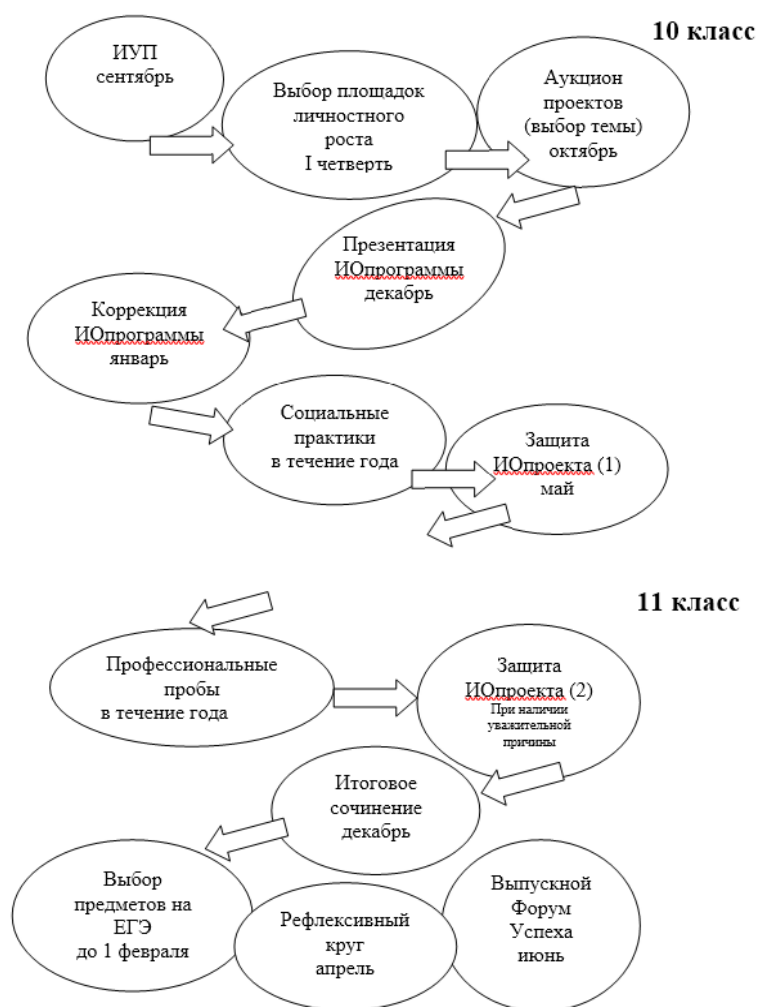 10 класс
ИУП
сентябрь
Выбор площадок
личностного
роста
I четверть
Аукцион
проектов
(выбор темы)
октябрь
Презентация
ИОпрограммы
декабрь
Коррекция
ИОпрограммы
январь
Социальные
практики
в течение года
Защита
ИОпроекта (1)
май
11 класс
Профессиональные
пробы
в течение года
Защита
ИОпроекта (2)
При наличии
уважительной
причины
Итоговое
сочинение
декабрь
Выбор
предметов на
ЕГЭ
до 1 февраля
Рефлексивный
круг
апрель
Выпускной
Форум
Успеха
июнь